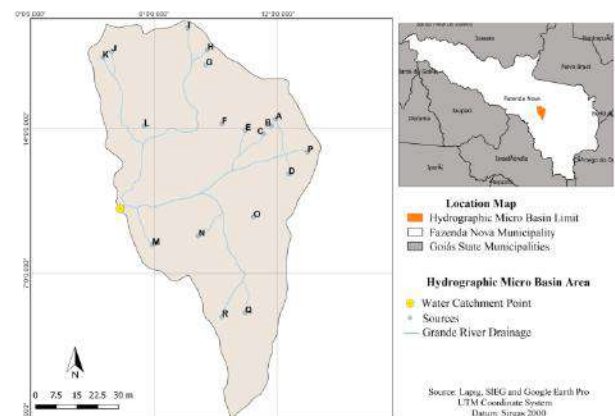 I
J
K
R
G
L
F
A
B
E
C
P
D
O
N
M
R
Q
N
0 7.5 15 22.5 30 m
Fazenda Nova
Location Map
Hydrographic Micro Basin Limit
Fazenda Nova Municipality
Goiás State Municipalities
Hydrographic Micro Basin Area
Water Catchment Point
Sources
Grande River Drainage
Source: Lapig, SIEG and Google Earth Pro
UTM Coordinate System
Datum: Sirgas 2000